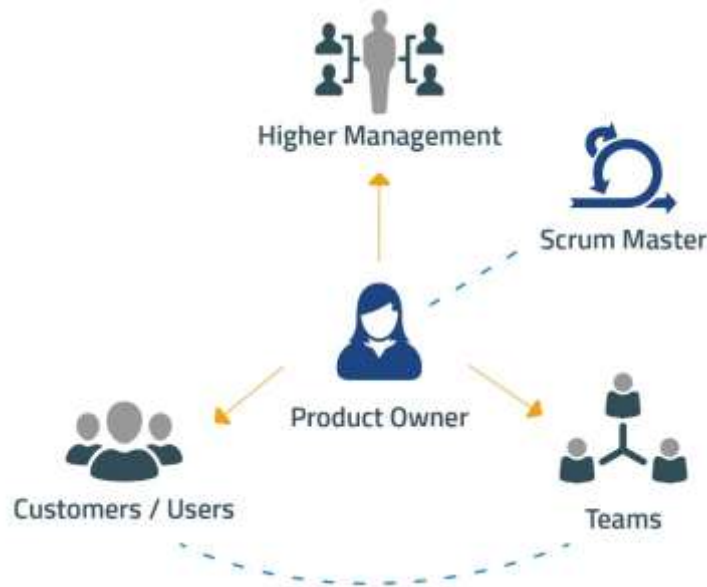 Higher Management
Scrum Master
Product Owner
Customers / Users
Teams